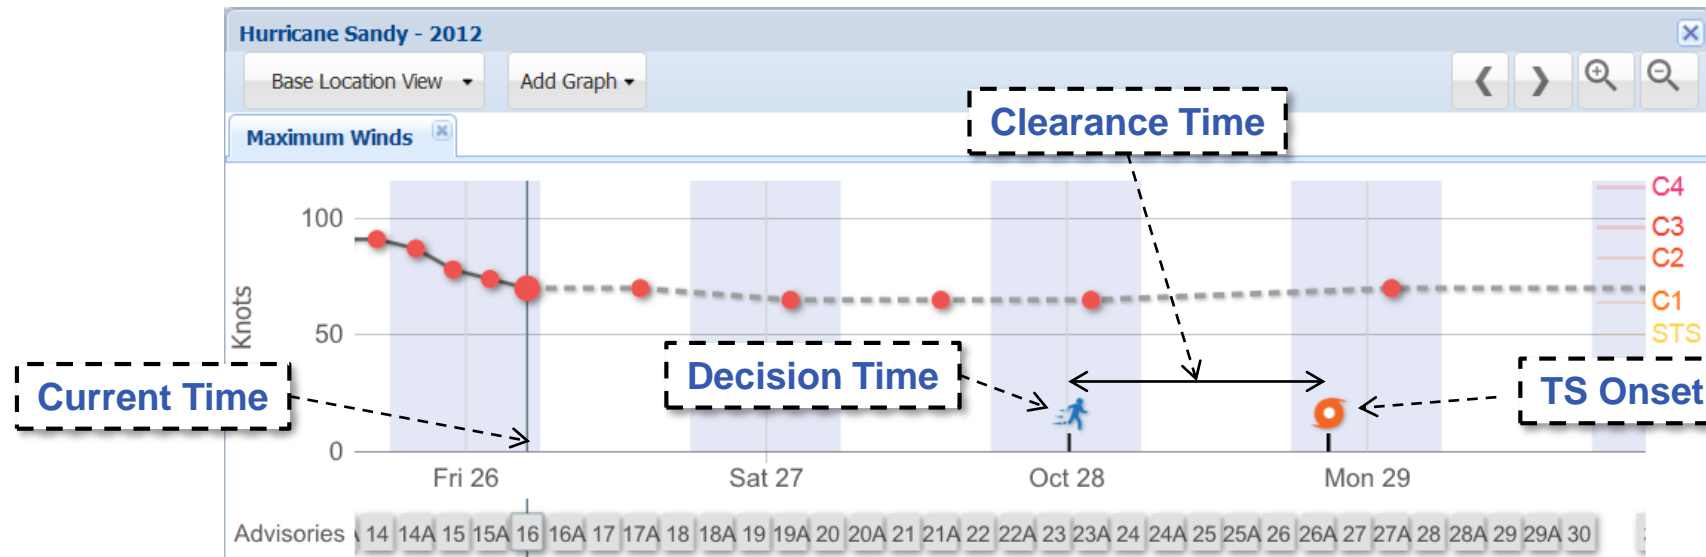 Hurricane Sandy - 2012
Base Location View
Add Graph
Maximum Winds
Clearance Time
C4
100
C3
C2
Knots
C1
50
STS
Decision Time
Current Time
TS Onset
0
Fri 26
Sat 27
Oct 28
Mon 29
Advisories 14 14A 15 15A 16 16A 17 17A 18 18A 19 19A 20 20A 21 21A 22 22A 23 23A 24 24A 25 25A 26 26A 27 27A 28 28A 29 29A 30